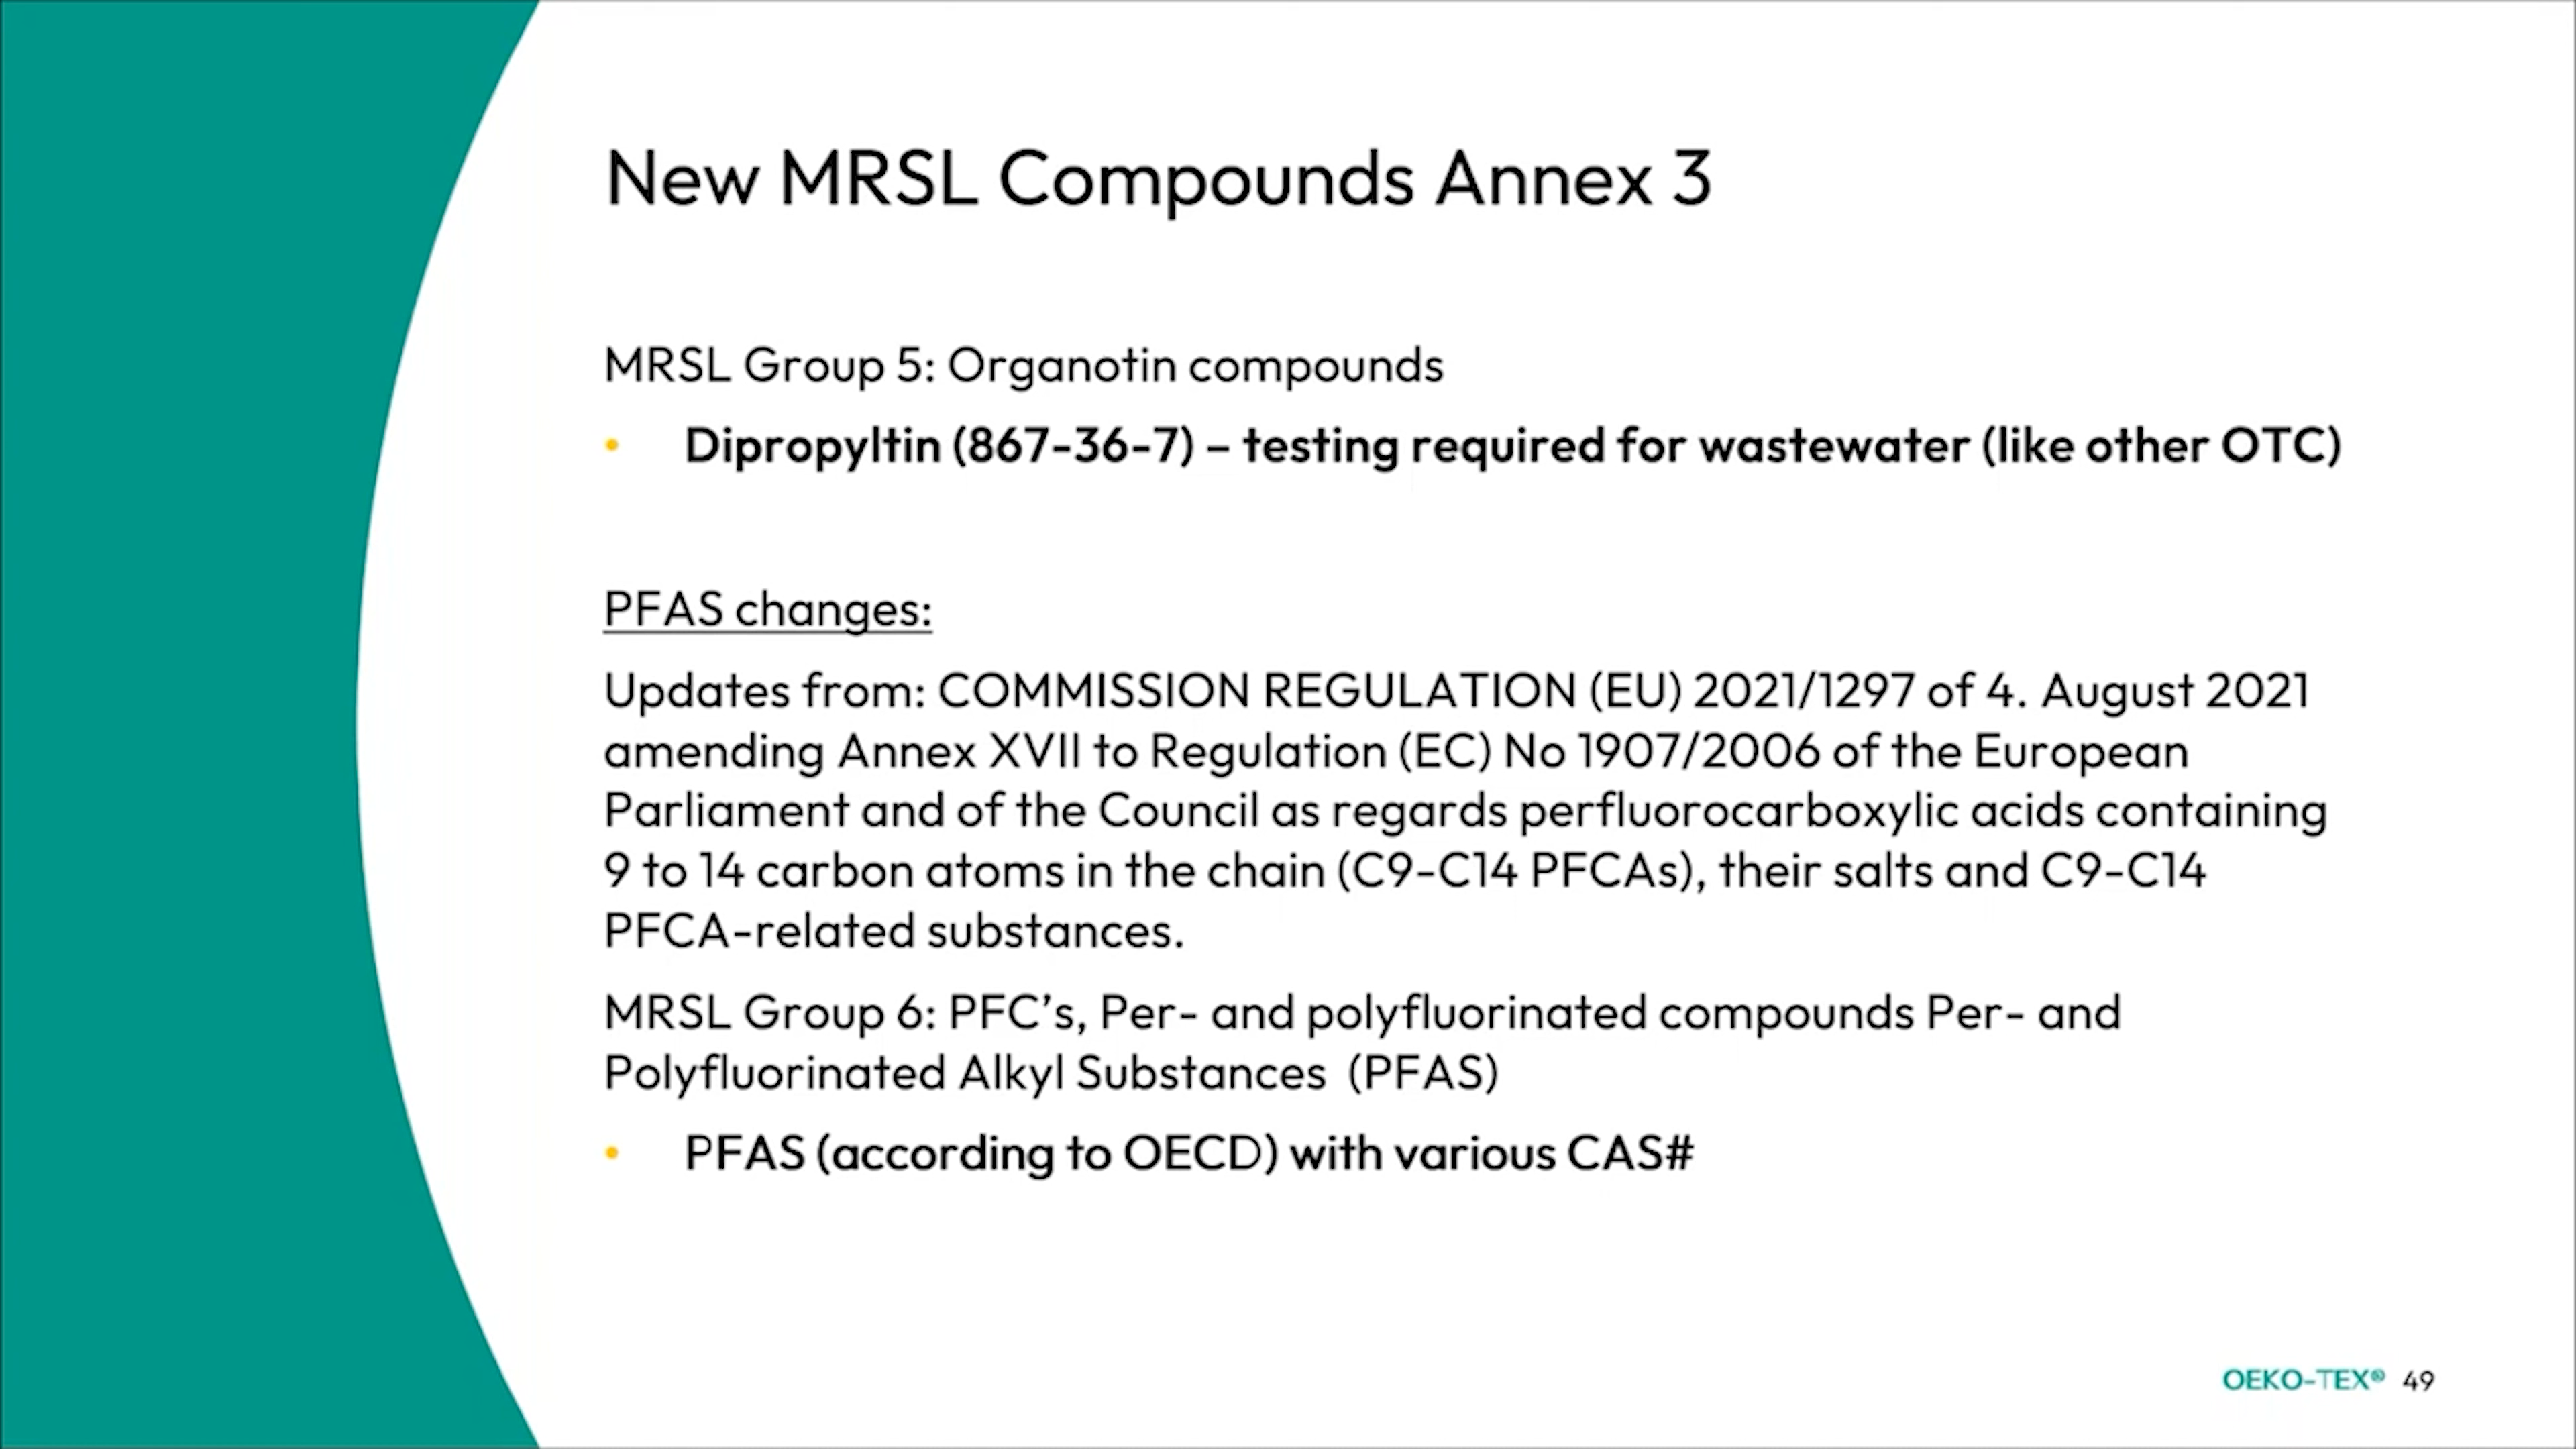 New MRSL Compounds Annex 3
MRSL Group 5: Organotin compounds
• Dipropyltin (867-36-7) – testing required for wastewater (like other OTC)
PFAS changes:
Updates from: COMMISSION REGULATION (EU) 2021/1297 of 4. August 2021
amending Annex XVII to Regulation (EC) No 1907/2006 of the European
Parliament and of the Council as regards perfluorocarboxylic acids containing
9 to 14 carbon atoms in the chain (C9-C14 PFCAs), their salts and C9-C14
PFCA-related substances.
MRSL Group 6: PFC’s, Per- and polyfluorinated compounds Per- and
Polyfluorinated Alkyl Substances (PFAS)
• PFAS (according to OECD) with various CAS#
OEKO-TEX® 49